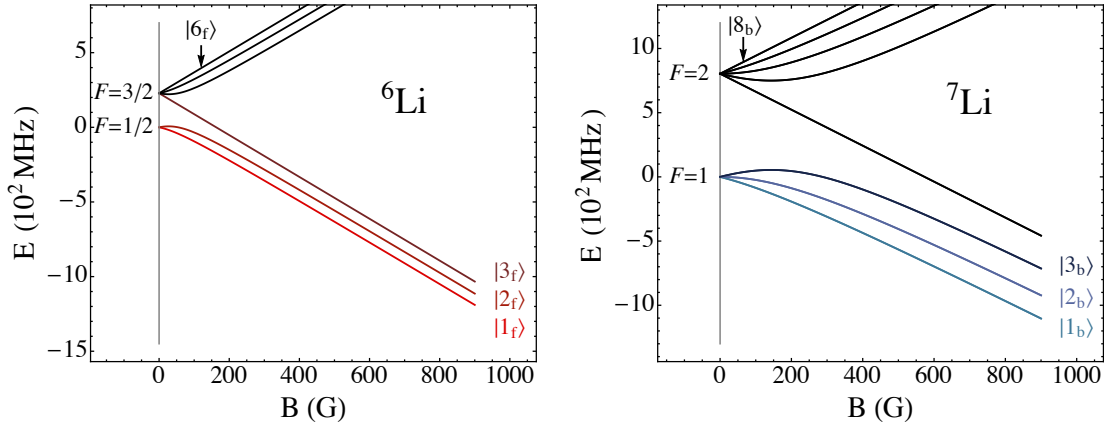 |6f⟩
5
F=3/2
0
F=1/2
−5
−10
−15
E (10² MHz)
⁶Li
|3f⟩
|2f⟩
|1f⟩
0 200 400 600 800 1000
B (G)
|8b⟩
10
F=2
5
0
F=1
−5
−10
E (10² MHz)
⁷Li
|3b⟩
|2b⟩
|1b⟩
0 200 400 600 800 1000
B (G)